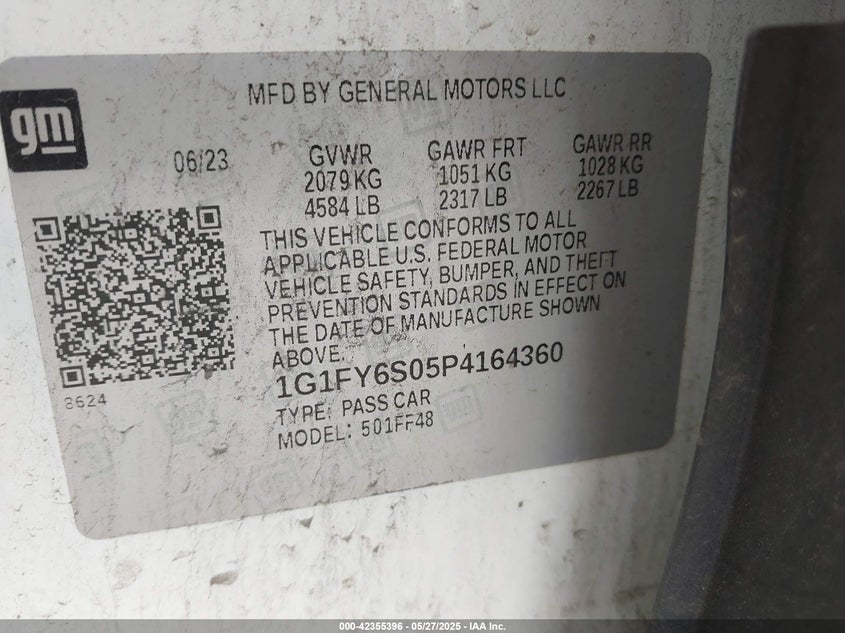 gm
MFD BY GENERAL MOTORS LLC
06/23 GVWR GAWR FRT GAWR RR
2079 KG 1051 KG 1028 KG
4584 LB 2317 LB 2267 LB
THIS VEHICLE CONFORMS TO ALL
APPLICABLE U.S. FEDERAL MOTOR
VEHICLE SAFETY, BUMPER, AND THEFT
PREVENTION STANDARDS IN EFFECT ON
THE DATE OF MANUFACTURE SHOWN
ABOVE.
1G1FY6S05P4164360
8624
TYPE: PASS CAR
MODEL: 501FF48
000-42355396 - 05/27/2025 - IAA Inc.